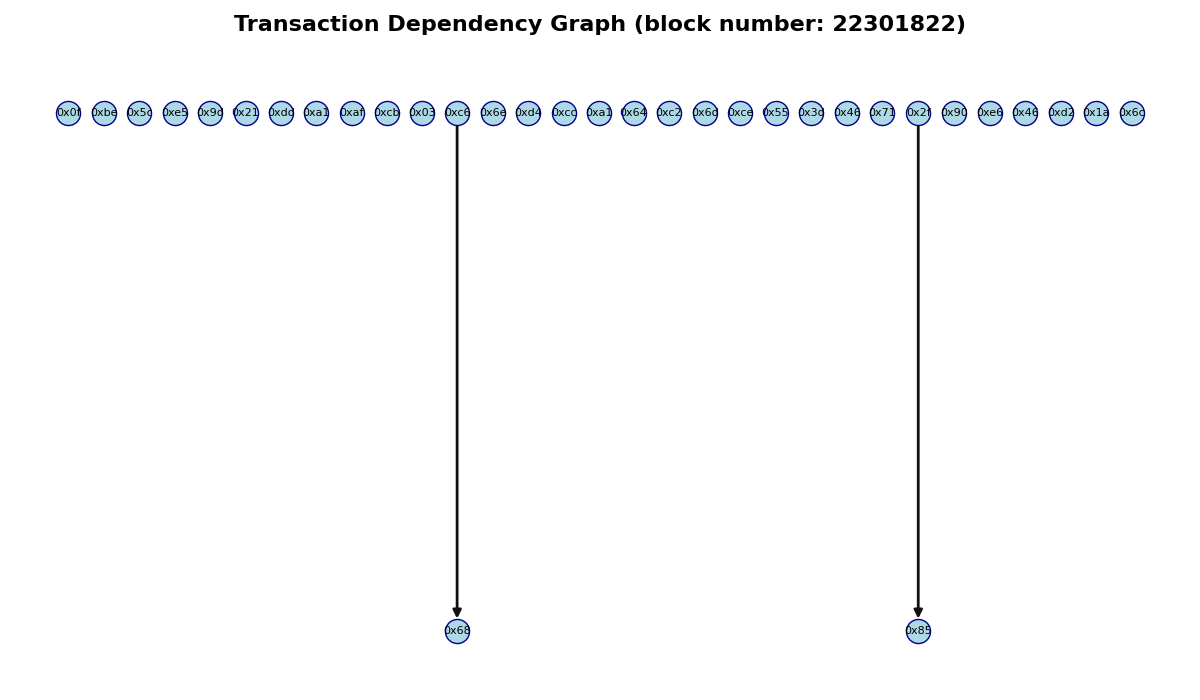 Transaction Dependency Graph (block number: 22301822)
0x0f 0xbe 0x5c 0xe5 0x9d 0x21 0xdd 0xa1 0xaf 0xcb 0x03 0xc6 0x6e 0xd4 0xcc 0xa1 0x64 0xc2 0x6d 0xce 0x55 0x3d 0x46 0x71 0x2f 0x90 0xe6 0x46 0xd2 0x1a 0x6c
0x68 0x85